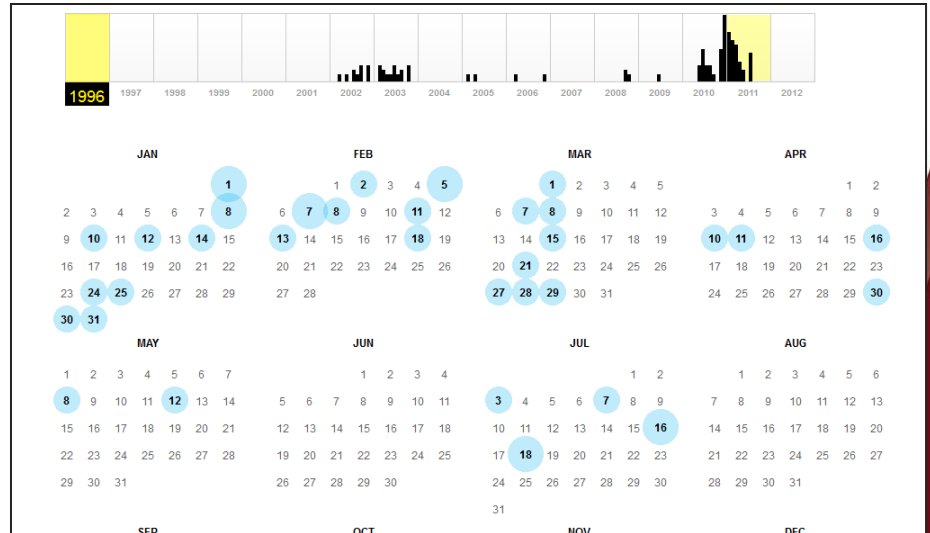 1996 1997 1998 1999 2000 2001 2002 2003 2004 2005 2006 2007 2008 2009 2010 2011 2012
JAN FEB MAR APR
1 1 2 3 4 5 1 2 3 4 5 1 2
2 3 4 5 6 7 8 6 7 8 9 10 11 12 6 7 8 9 10 11 12 3 4 5 6 7 8 9
9 10 11 12 13 14 15 13 14 15 16 17 18 19 13 14 15 16 17 18 19 10 11 12 13 14 15 16
16 17 18 19 20 21 22 20 21 22 23 24 25 26 20 21 22 23 24 25 26 17 18 19 20 21 22 23
23 24 25 26 27 28 29 27 28 27 28 29 30 31 24 25 26 27 28 29 30
30 31
MAY JUN JUL AUG
1 2 3 4 5 6 7 1 2 3 4 1 2 1 2 3 4 5 6
8 9 10 11 12 13 14 5 6 7 8 9 10 11 3 4 5 6 7 8 9 7 8 9 10 11 12 13
15 16 17 18 19 20 21 12 13 14 15 16 17 18 10 11 12 13 14 15 16 14 15 16 17 18 19 20
22 23 24 25 26 27 28 19 20 21 22 23 24 25 17 18 19 20 21 22 23 21 22 23 24 25 26 27
29 30 31 26 27 28 29 30 24 25 26 27 28 29 30 28 29 30 31
31
SEP OCT NOV DEC